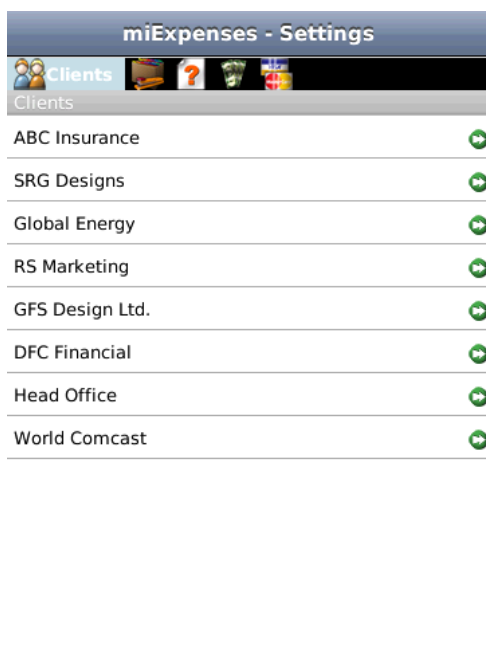 miExpenses - Settings
Clients
Clients
ABC Insurance
SRG Designs
Global Energy
RS Marketing
GFS Design Ltd.
DFC Financial
Head Office
World Comcast